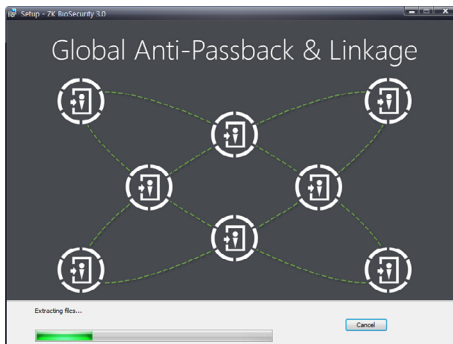 Setup - ZK BioSecurity 3.0
Global Anti-Passback & Linkage
Extracting files...
Cancel